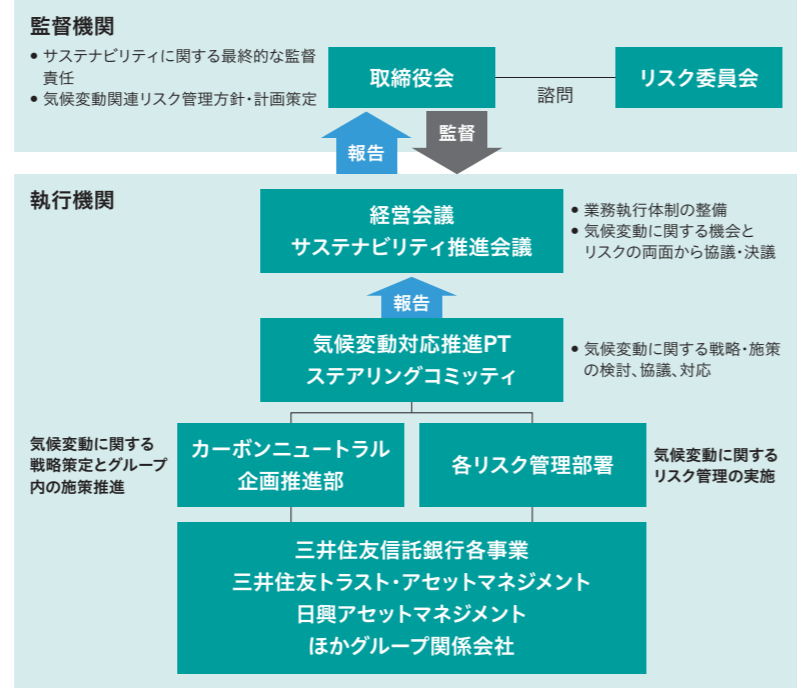 監督機関
• サステナビリティに関する最終的な監督
責任
• 気候変動関連リスク管理方針・計画策定
取締役会
諮問
リスク委員会
報告
監督
執行機関
経営会議
サステナビリティ推進会議
• 業務執行体制の整備
• 気候変動に関する機会と
リスクの両面から協議・決議
報告
気候変動対応推進PT
ステアリングコミッティ
• 気候変動に関する戦略・施策
の検討、協議、対応
気候変動に関する
戦略策定とグループ
内の施策推進
カーボンニュートラル
企画推進部
各リスク管理部署
気候変動に関する
リスク管理の実施
三井住友信託銀行各事業
三井住友トラスト・アセットマネジメント
日興アセットマネジメント
ほかグループ関係会社